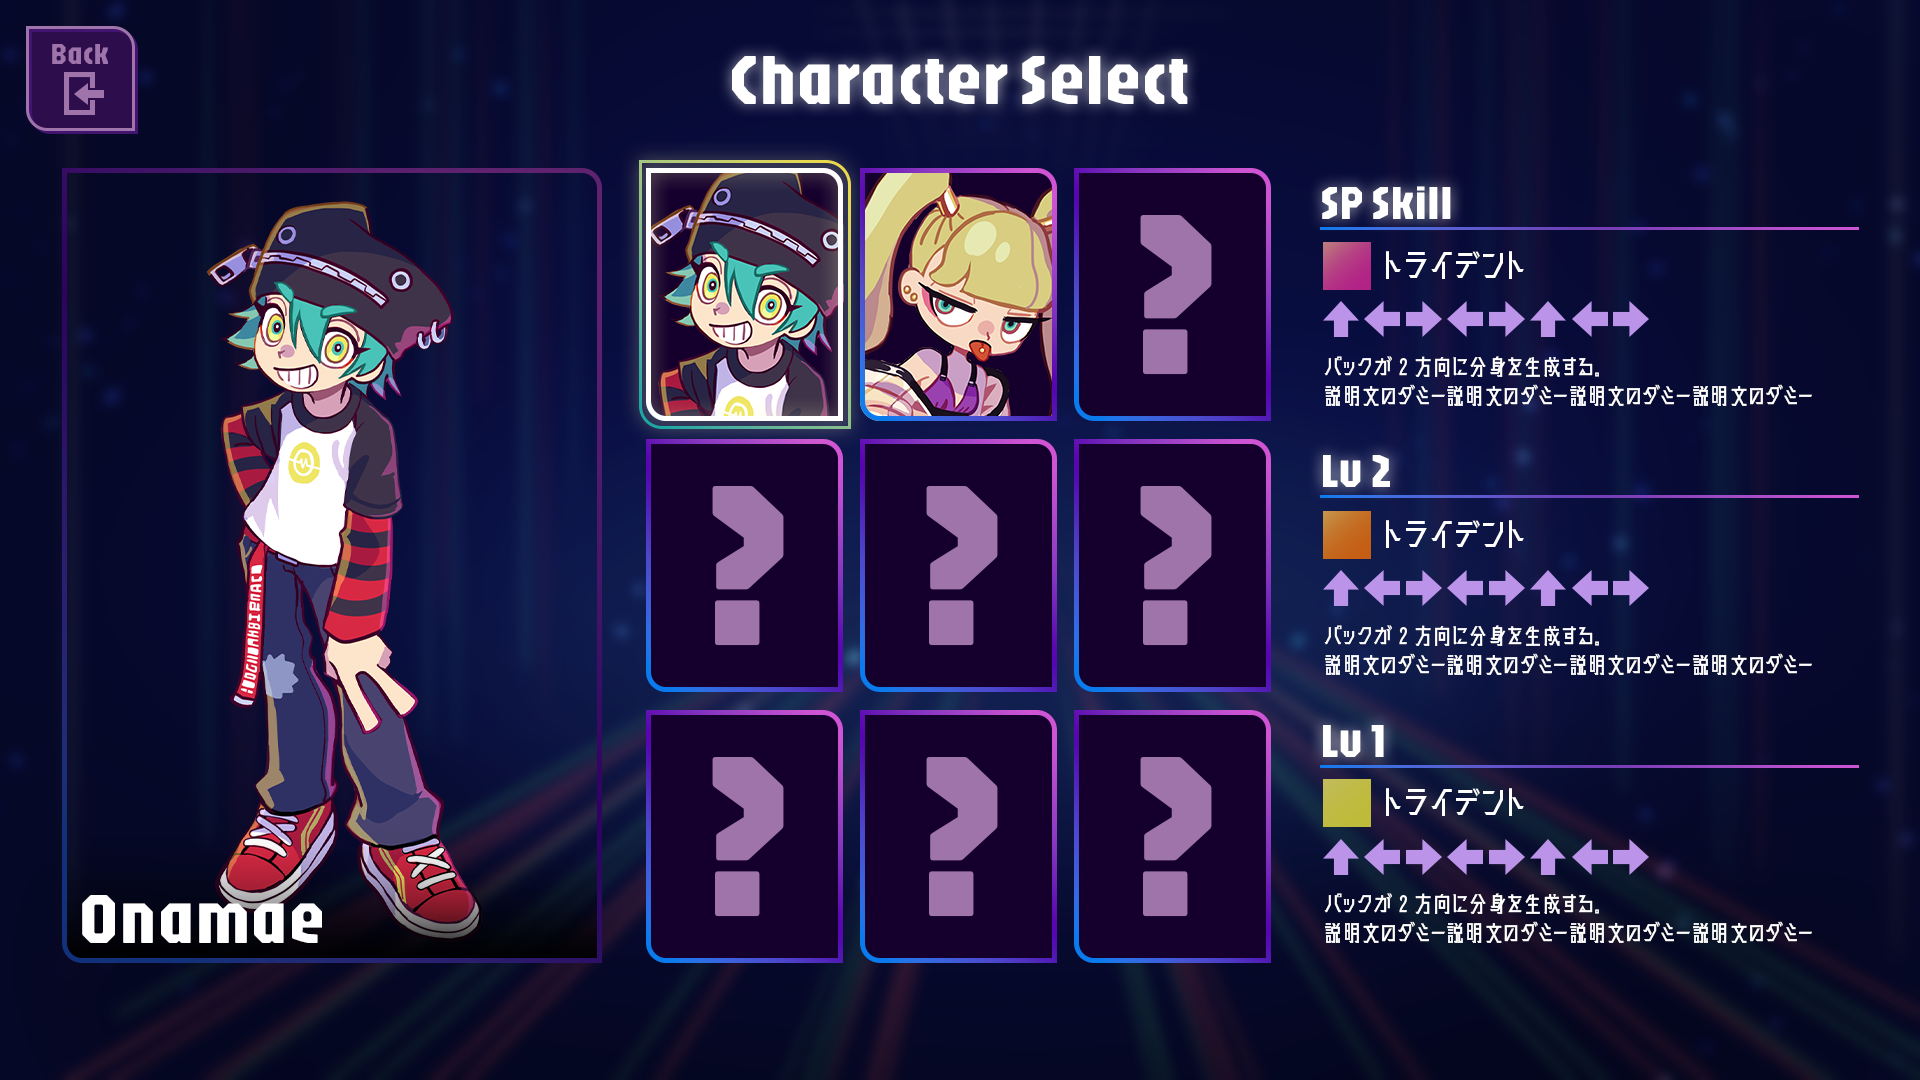 Back
Character Select
Onamae
SP Skill
トライデント
バックが 2 方向に分身を生成する。
説明文のダミー説明文のダミー説明文のダミー説明文のダミー
Lv 2
トライデント
バックが 2 方向に分身を生成する。
説明文のダミー説明文のダミー説明文のダミー説明文のダミー
Lv 1
トライデント
バックが 2 方向に分身を生成する。
説明文のダミー説明文のダミー説明文のダミー説明文のダミー